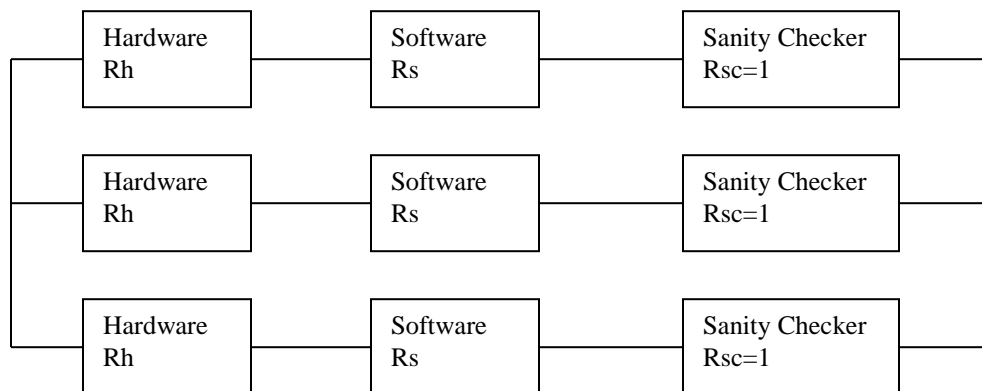 Hardware
Rh
Software
Rs
Sanity Checker
Rsc=1
Hardware
Rh
Software
Rs
Sanity Checker
Rsc=1
Hardware
Rh
Software
Rs
Sanity Checker
Rsc=1